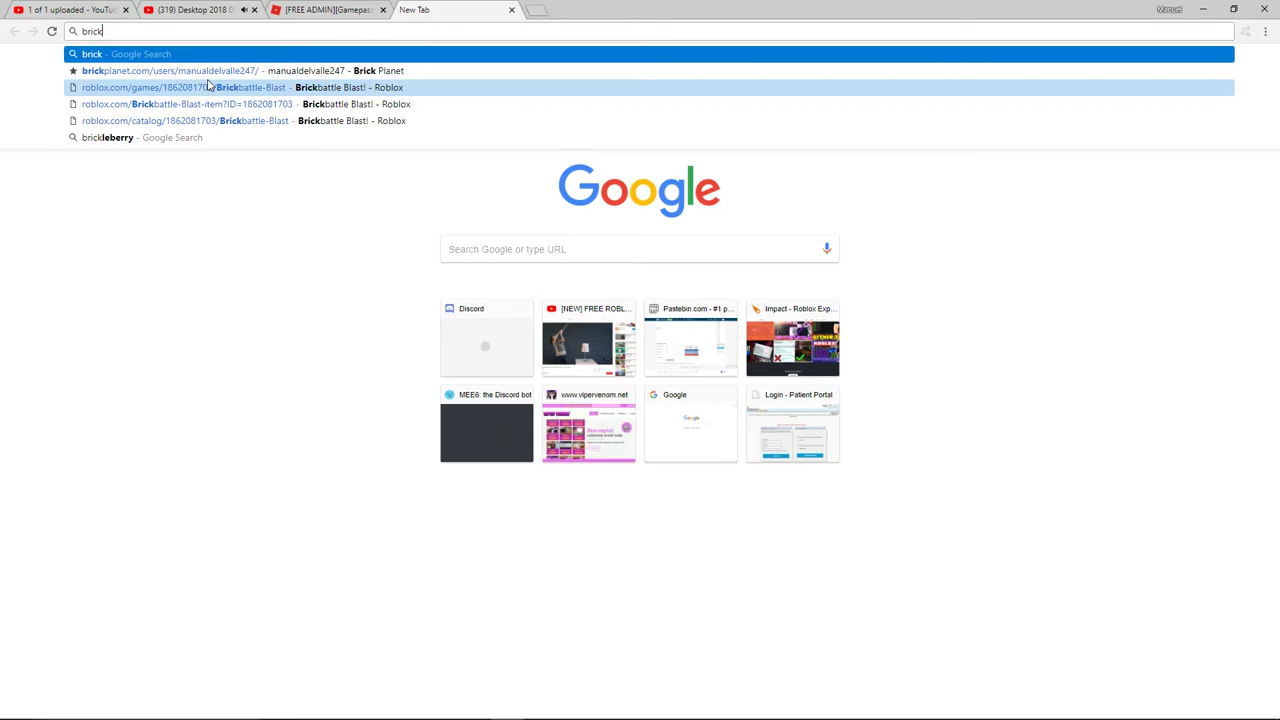 1 of 1 uploaded - YouTu
(319) Desktop 2018 0
[FREE ADMIN][Gamepas
New Tab
Manuel
brick
brick - Google Search
brickplanet.com/users/manualdelvalle247/ - manualdelvalle247 - Brick Planet
roblox.com/games/1862081703/Brickbattle-Blast - Brickbattle Blast! - Roblox
roblox.com/Brickbattle-Blast-item?ID=1862081703 - Brickbattle Blast! - Roblox
roblox.com/catalog/1862081703/Brickbattle-Blast - Brickbattle Blast! - Roblox
brickleberry - Google Search
Google
Search Google or type URL
Discord
[NEW] FREE ROBL...
Pastebin.com - #1 p...
Impact - Roblox Exp...
MEE6: the Discord bot
www.vipervenom.net
Google
Login - Patient Portal